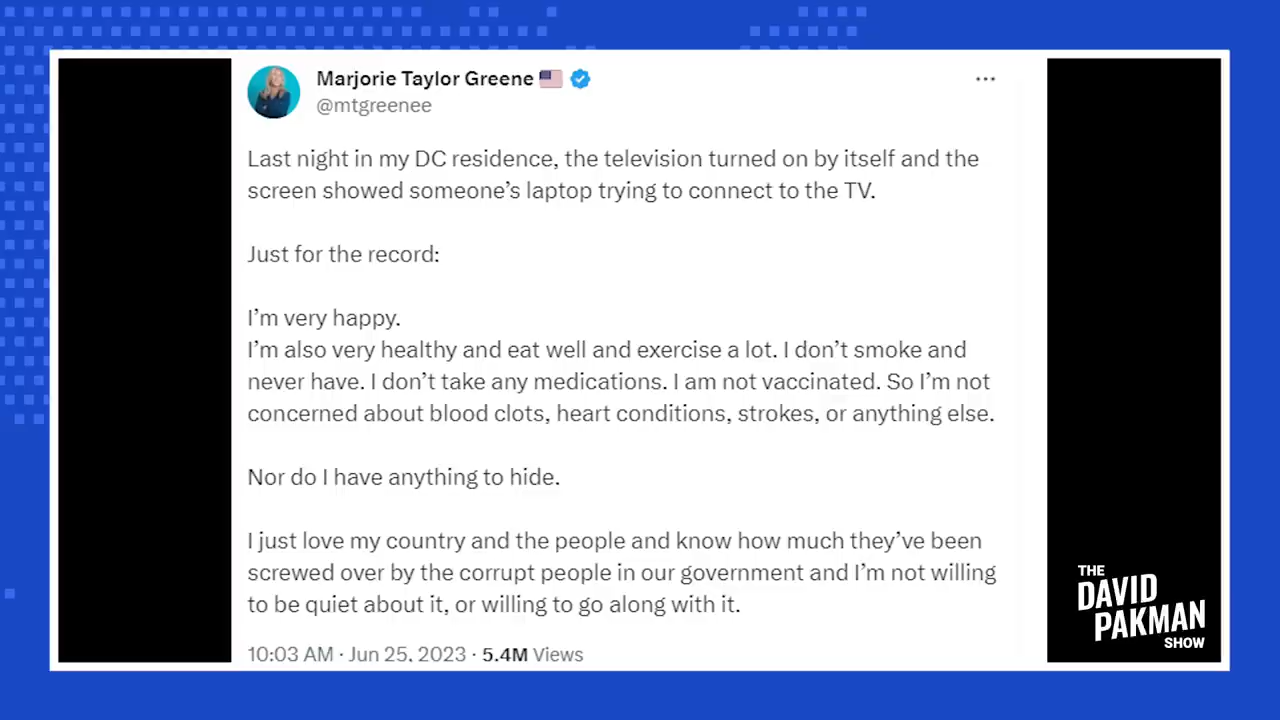 Marjorie Taylor Greene
@mtgreenee
Last night in my DC residence, the television turned on by itself and the
screen showed someone’s laptop trying to connect to the TV.
Just for the record:
I’m very happy.
I’m also very healthy and eat well and exercise a lot. I don’t smoke and
never have. I don’t take any medications. I am not vaccinated. So I’m not
concerned about blood clots, heart conditions, strokes, or anything else.
Nor do I have anything to hide.
I just love my country and the people and know how much they’ve been
screwed over by the corrupt people in our government and I’m not willing
to be quiet about it, or willing to go along with it.
10:03 AM · Jun 25, 2023 · 5.4M Views
THE
DAVID
PAKMAN
SHOW